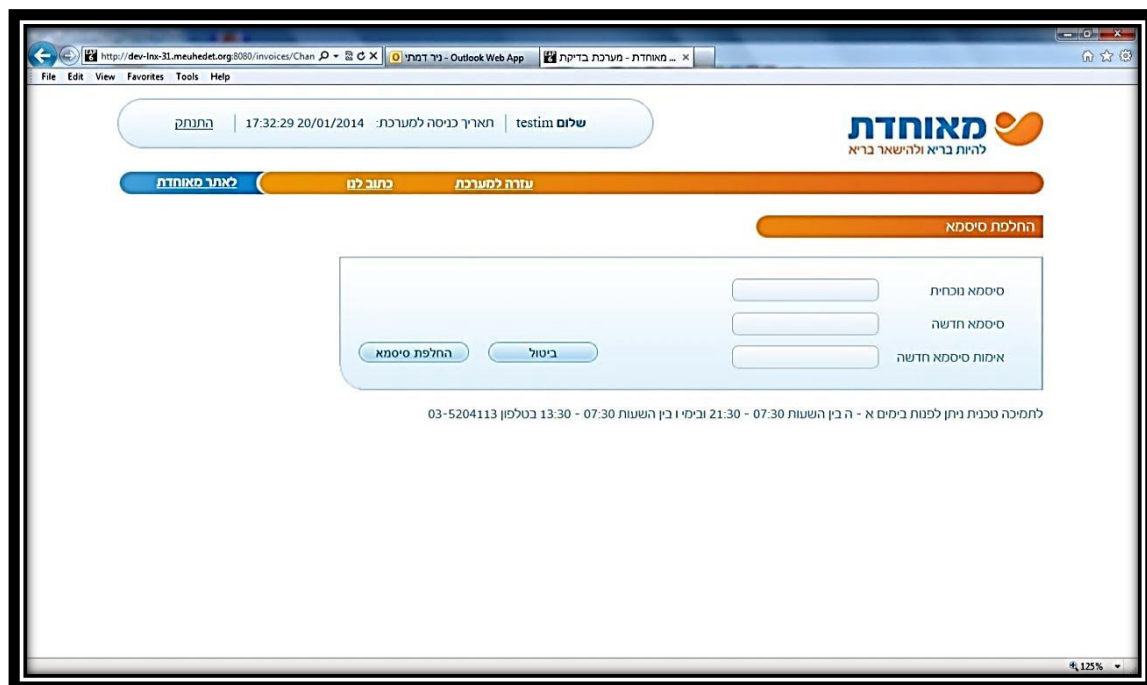 http://dev-lnx-31.meuhedet.org:8080/invoices/Chan
ניר דמתי - Outlook Web App
מאוחדת - מערכת בדיקת ...
File Edit View Favorites Tools Help
מאוחדת
להיות בריא ולהישאר בריא
שלום testim | תאריך כניסה למערכת: 17:32:29 20/01/2014 | התנתק
עזרה למערכת
כתוב לנו
לאתר מאוחדת
החלפת סיסמא
סיסמא נוכחית
סיסמא חדשה
אימות סיסמא חדשה
ביטול
החלפת סיסמא
לתמיכה טכנית ניתן לפנות בימים א - ה בין השעות 07:30 - 21:30 ובימי ו בין השעות 07:30 - 13:30 בטלפון 03-5204113
125%